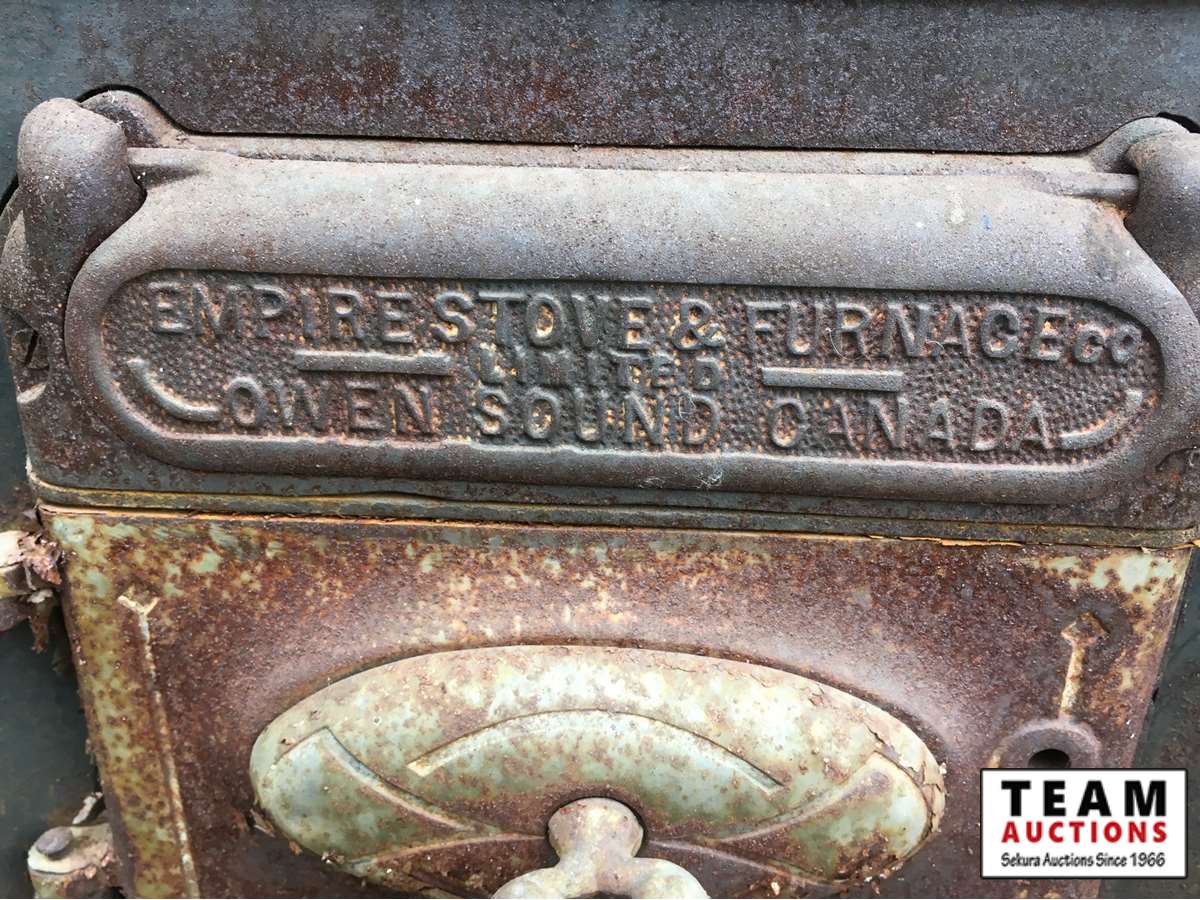 EMPIRE STOVE & FURNACE CO
LIMITED
OWEN SOUND CANADA
TEAM
AUCTIONS
Sekura Auctions Since 1966